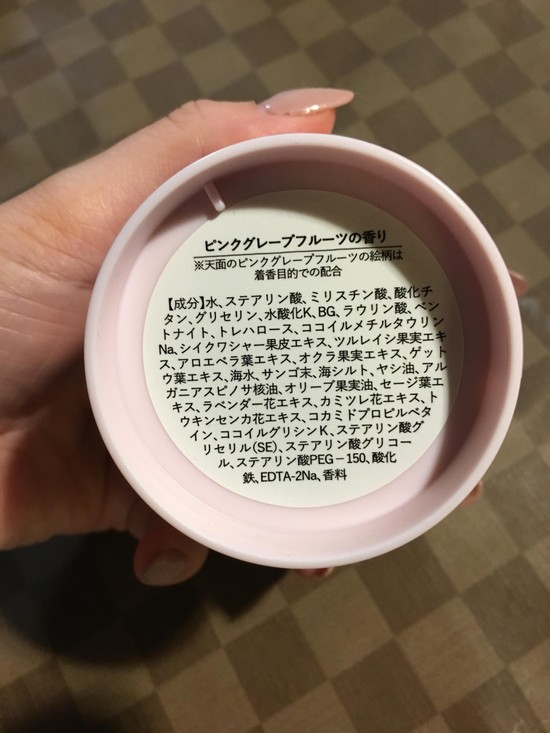 ピンクグレープフルーツの香り
※天面のピンクグレープフルーツの絵柄は
着香目的での配合
【成分】水、ステアリン酸、ミリスチン酸、酸化チ
タン、グリセリン、水酸化K、BG、ラウリン酸、ベン
トナイト、トレハロース、ココイルメチルタウリン
Na、シイクワシャー果皮エキス、ツルレイシ果実エキ
ス、アロエベラ葉エキス、オクラ果実エキス、ゲット
ウ葉エキス、海水、サンゴ末、海シルト、ヤシ油、アル
ガニアスピノサ核油、オリーブ果実油、セージ葉エ
キス、ラベンダー花エキス、カミツレ花エキス、ト
ウキンセンカ花エキス、コカミドプロピルベタ
イン、ココイルグリシンK、ステアリン酸グ
リセリル(SE)、ステアリン酸グリコー
ル、ステアリン酸PEG－150、酸化
鉄、EDTA-2Na、香料